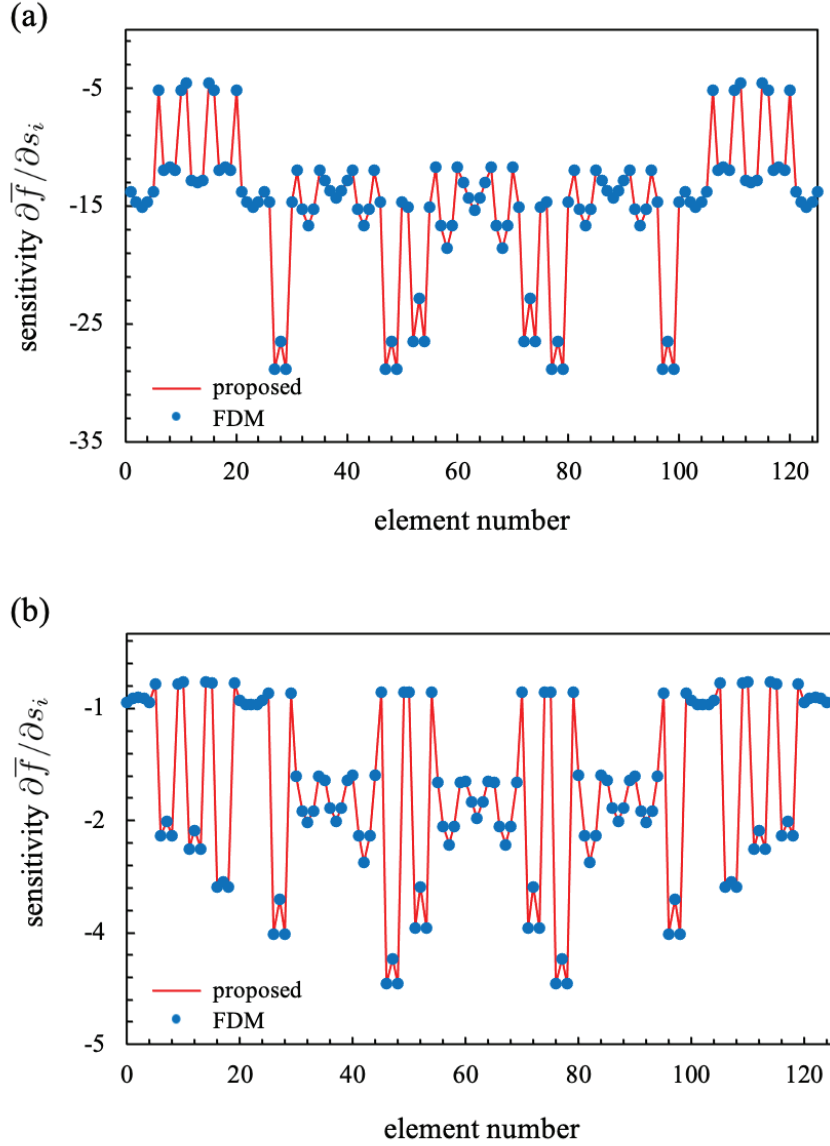 (a)
sensitivity ∂f̅/∂sᵢ
-5
-15
-25
-35
proposed
FDM
0 20 40 60 80 100 120
element number
(b)
sensitivity ∂f̅/∂sᵢ
-1
-2
-4
-5
proposed
FDM
0 20 40 60 80 100 120
element number